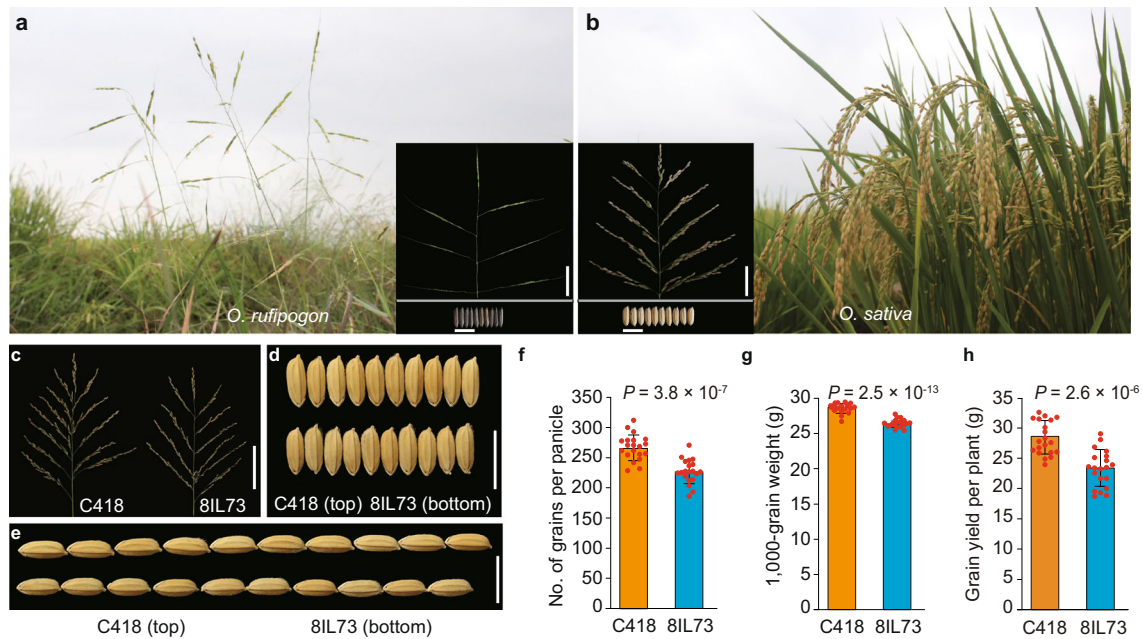 a
O. rufipogon
b
O. sativa
c
C418
8IL73
d
C418 (top) 8IL73 (bottom)
e
C418 (top)
8IL73 (bottom)
f
P = 3.8 × 10⁻⁷
No. of grains per panicle
350
300
250
200
150
100
50
0
C418
8IL73
g
P = 2.5 × 10⁻¹³
1,000-grain weight (g)
30
25
20
15
10
5
0
C418
8IL73
h
P = 2.6 × 10⁻⁶
Grain yield per plant (g)
35
30
25
20
15
10
5
0
C418
8IL73